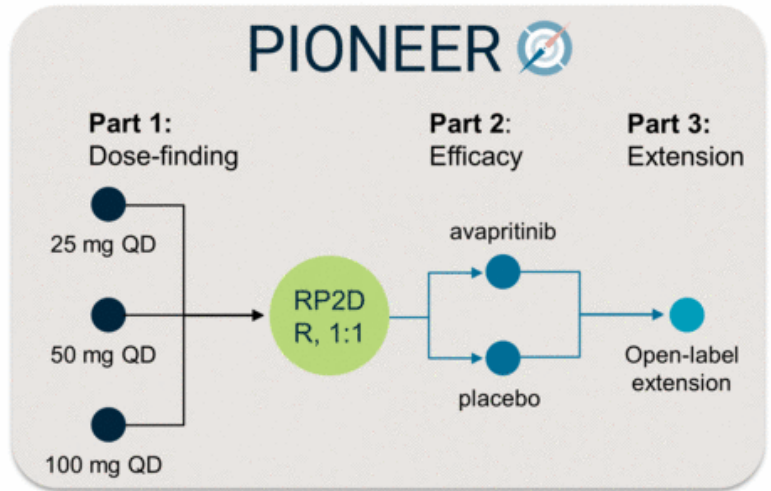 PIONEER
Part 1:
Dose-finding
Part 2:
Efficacy
Part 3:
Extension
25 mg QD
50 mg QD
100 mg QD
RP2D
R, 1:1
avapritinib
placebo
Open-label
extension